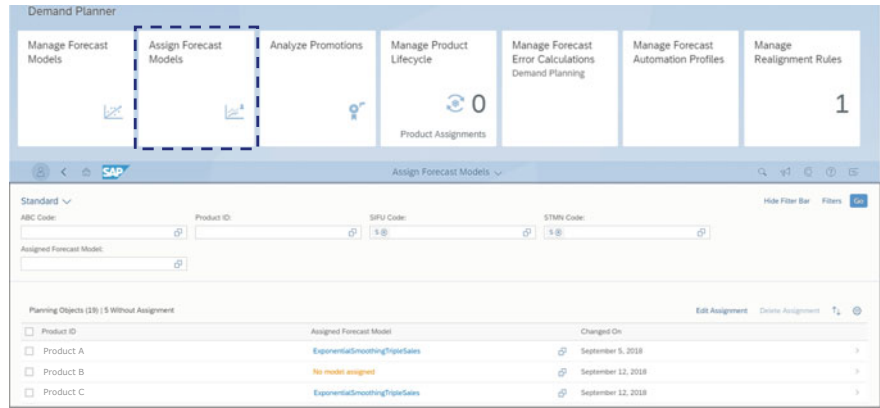 Demand Planner
Manage Forecast Models
Assign Forecast Models
Analyze Promotions
Manage Product Lifecycle
0
Product Assignments
Manage Forecast Error Calculations
Demand Planning
Manage Forecast Automation Profiles
Manage Realignment Rules
1
SAP
Assign Forecast Models
Standard
Hide Filter Bar Filters Go
ABC Code: Product ID: SIFU Code: STMN Code:
5 5
Assigned Forecast Model:
Planning Objects (19) | 5 Without Assignment Edit Assignment Delete Assignment
Product ID Assigned Forecast Model Changed On
Product A ExponentialSmoothingTripleSales September 5, 2018
Product B No model assigned September 12, 2018
Product C ExponentialSmoothingTripleSales September 12, 2018